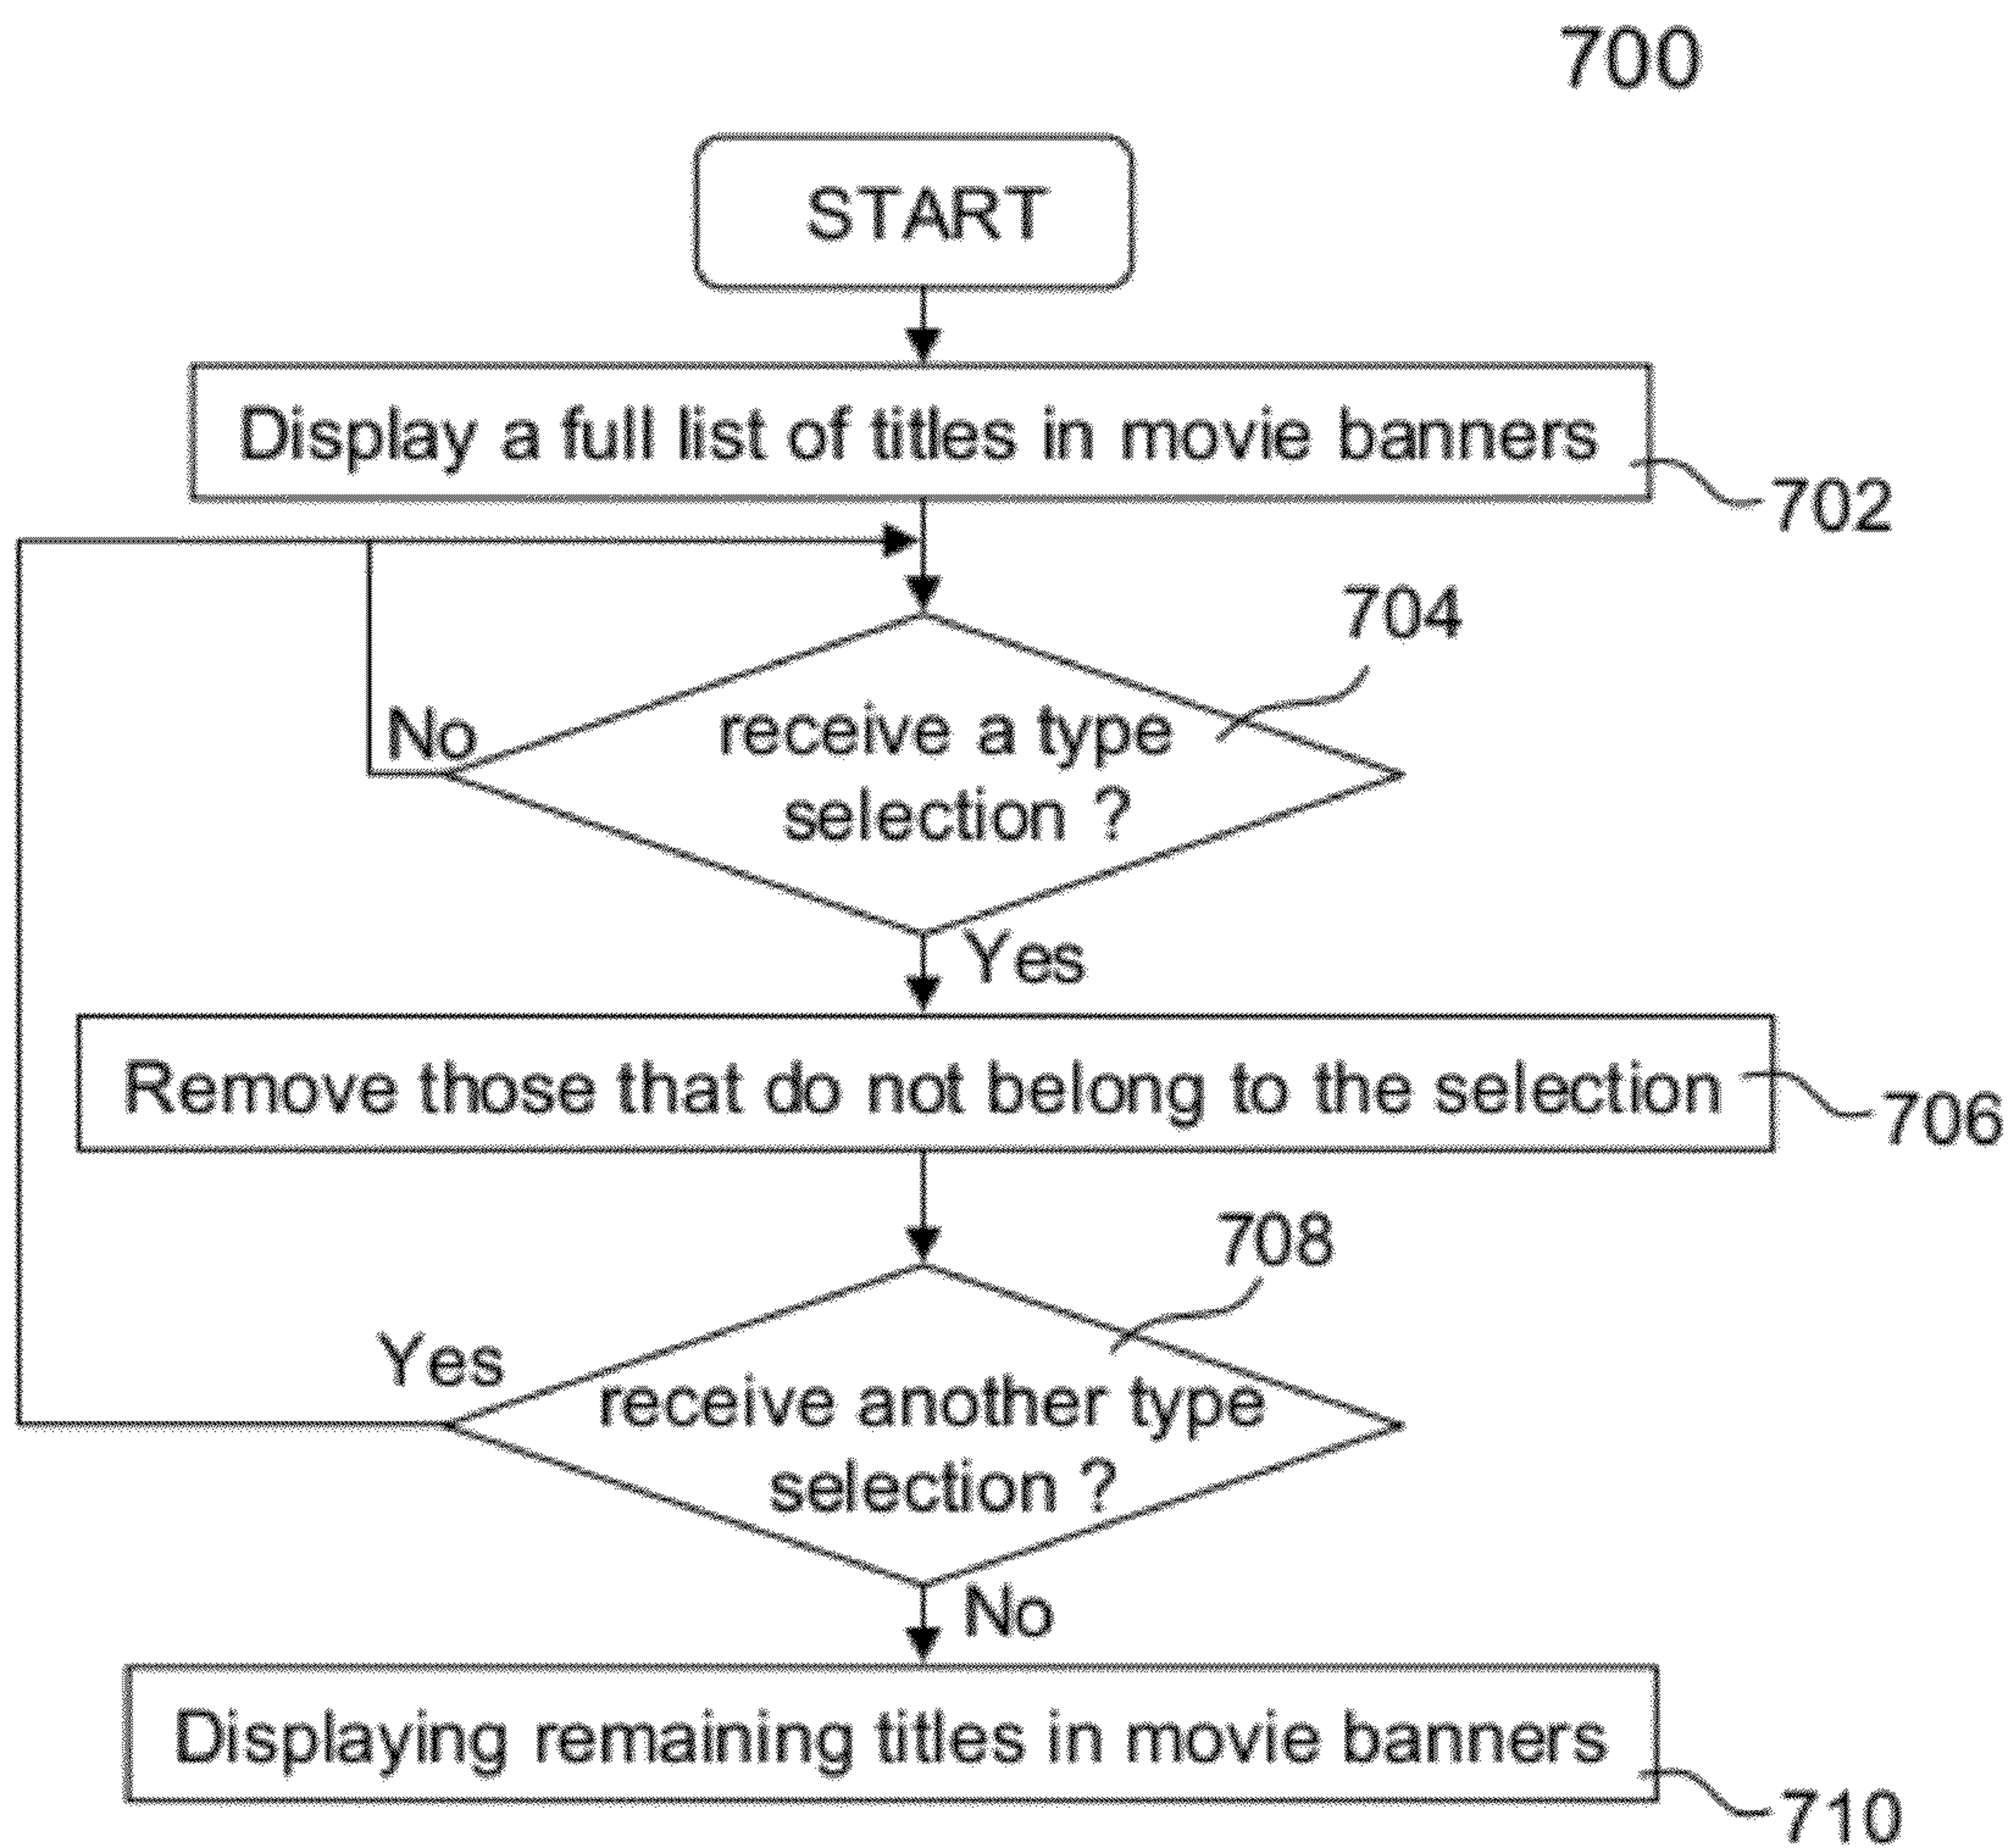 700
START
Display a full list of titles in movie banners
702
704
No
receive a type
selection ?
Yes
Remove those that do not belong to the selection
706
708
Yes
receive another type
selection ?
No
Displaying remaining titles in movie banners
710